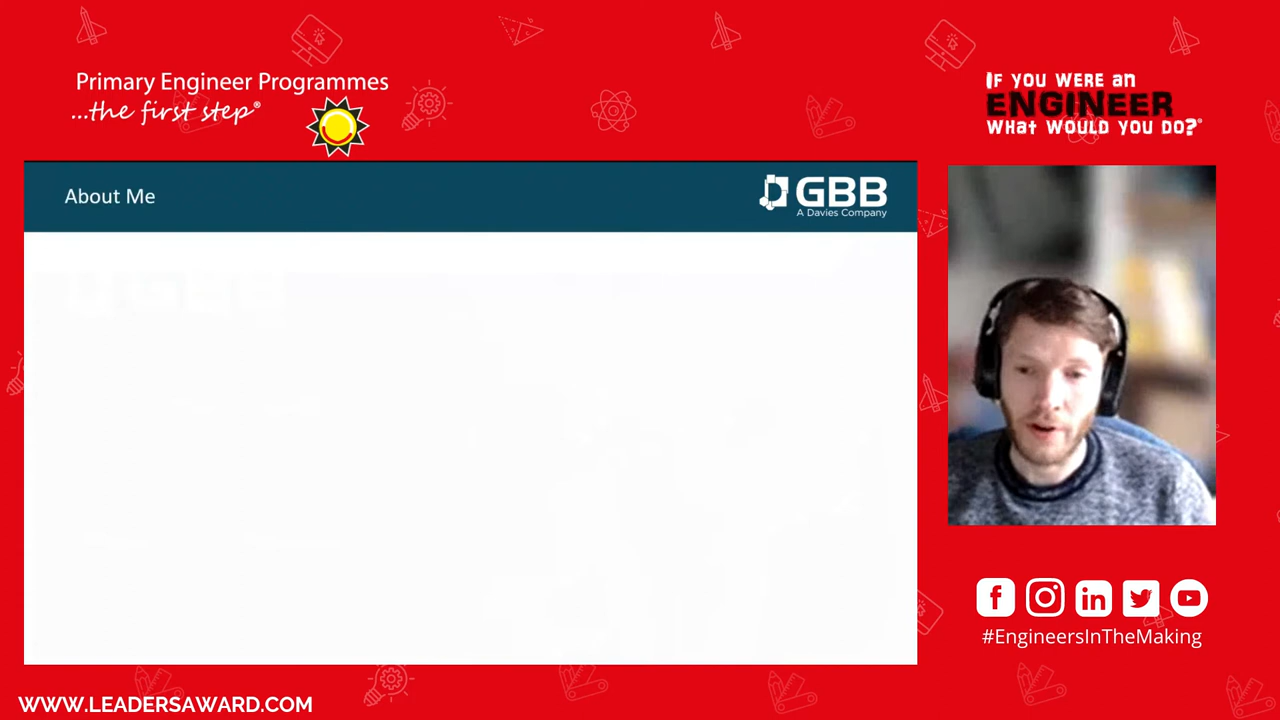 Primary Engineer Programmes
...the first step®
IF YOU WERE an
ENGINEER
WHAT WOULD YOU DO?®
About Me
GBB
A Davies Company
#EngineersInTheMaking
WWW.LEADERSAWARD.COM